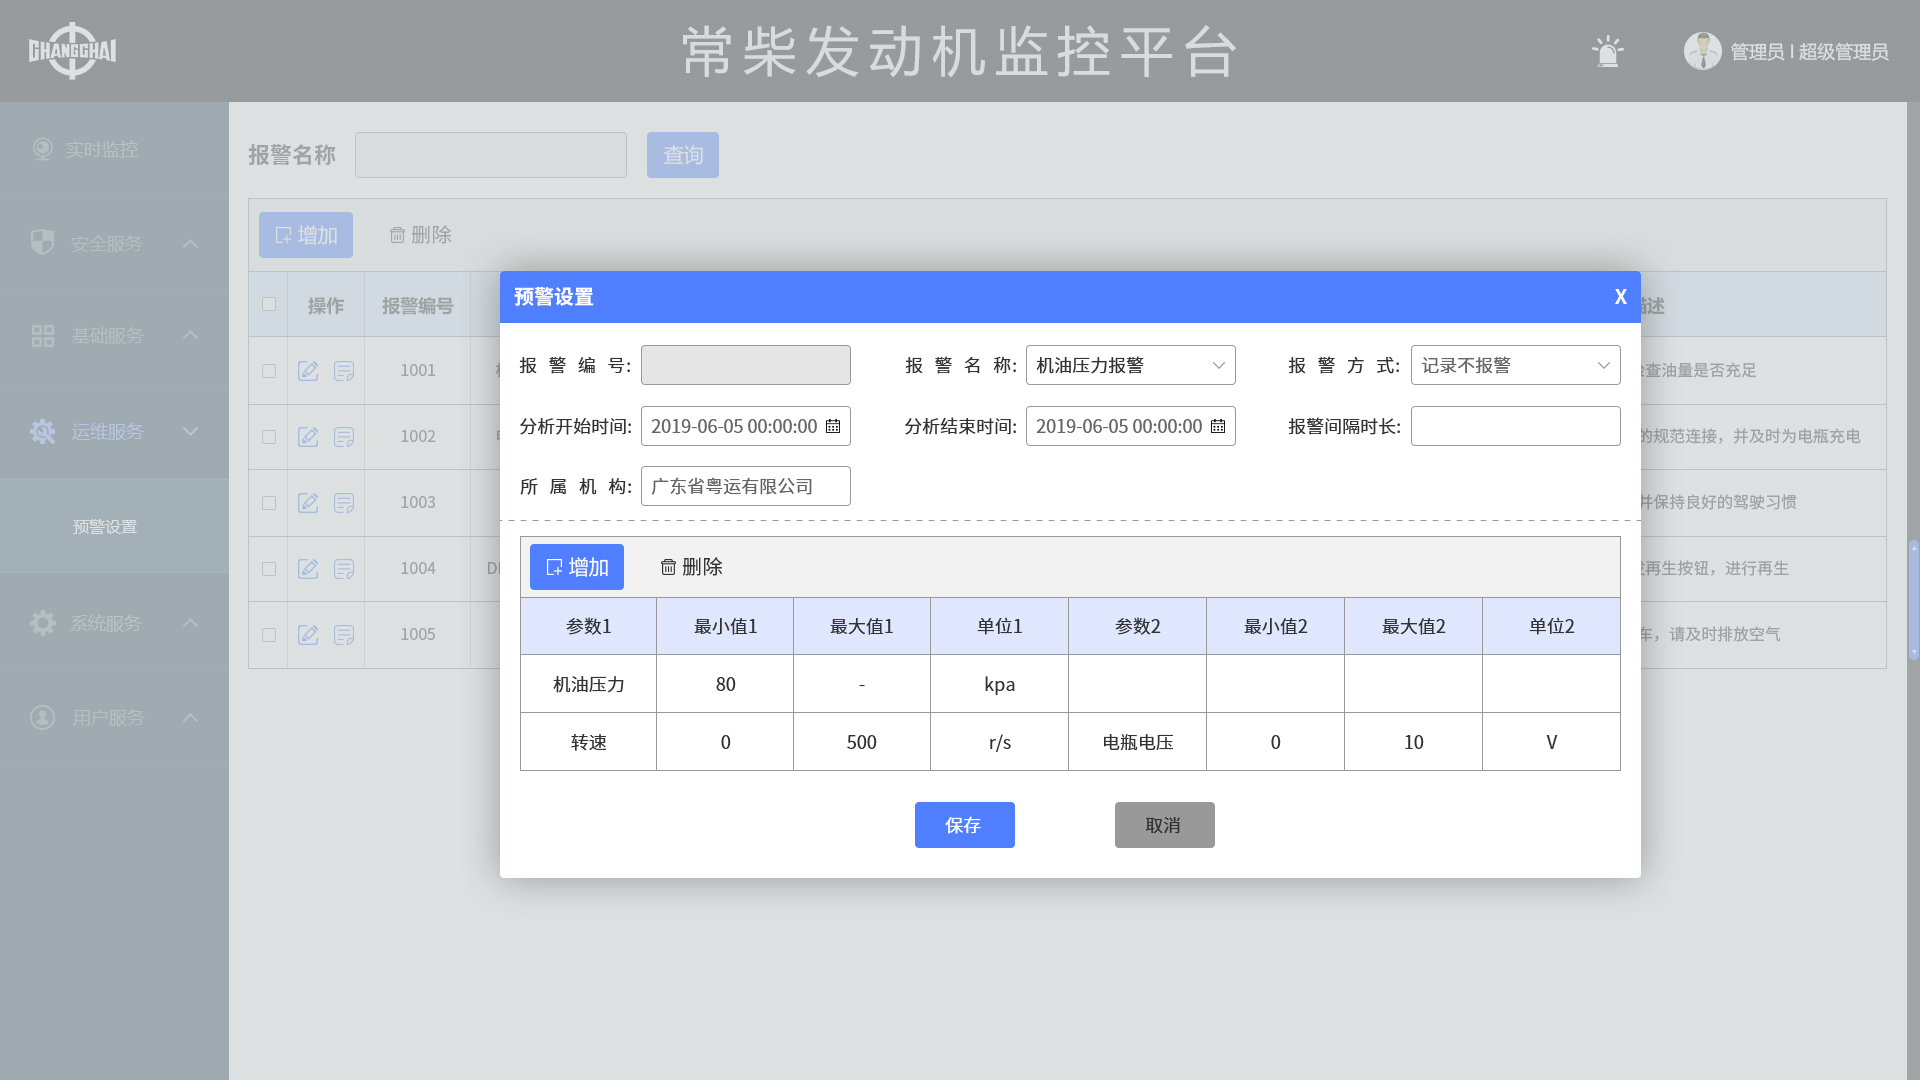 CHANGCHAI
常柴发动机监控平台
管理员 | 超级管理员
实时监控
安全服务
基础服务
运维服务
预警设置
系统服务
用户服务
报警名称
查询
增加 删除
操作 报警编号 述
1001 查油量是否充足
1002 的规范连接，并及时为电瓶充电
1003 并保持良好的驾驶习惯
1004 D 再生按钮，进行再生
1005 车，请及时排放空气
预警设置 X
报警编号:
报警名称: 机油压力报警
报警方式: 记录不报警
分析开始时间: 2019-06-05 00:00:00
分析结束时间: 2019-06-05 00:00:00
报警间隔时长:
所属机构: 广东省粤运有限公司
增加 删除
参数1 最小值1 最大值1 单位1 参数2 最小值2 最大值2 单位2
机油压力 80 - kpa
转速 0 500 r/s 电瓶电压 0 10 V
保存 取消